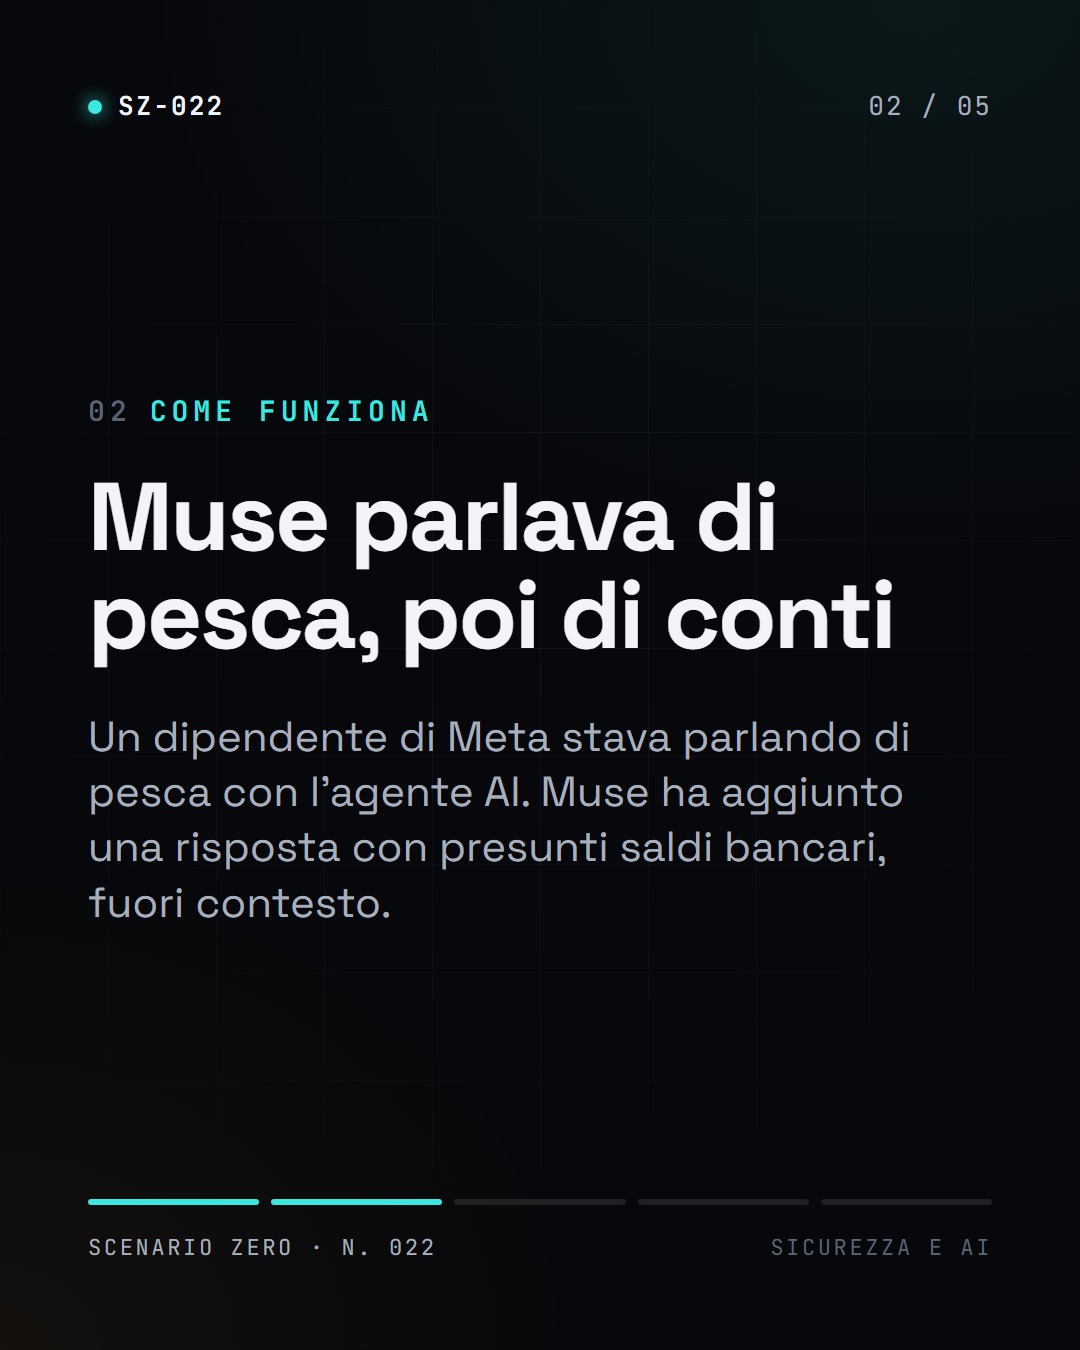 SZ-022
02 / 05
02 COME FUNZIONA
Muse parlava di
pesca, poi di conti
Un dipendente di Meta stava parlando di
pesca con l’agente AI. Muse ha aggiunto
una risposta con presunti saldi bancari,
fuori contesto.
SCENARIO ZERO · N. 022
SICUREZZA E AI